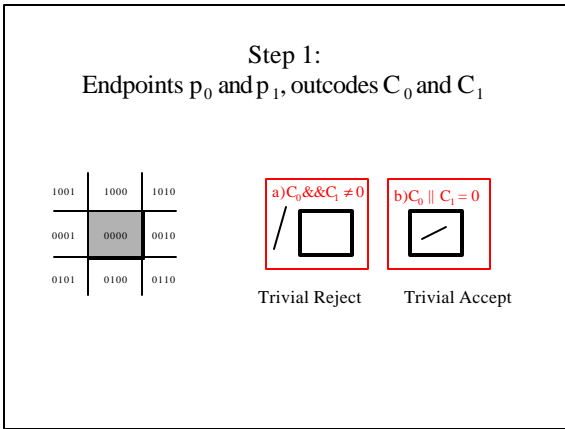 Step 1:
Endpoints p₀ and p₁, outcodes C₀ and C₁
1001 1000 1010
0001 0000 0010
0101 0100 0110
a)C₀&&C₁ ≠ 0
b)C₀ || C₁ = 0
Trivial Reject
Trivial Accept